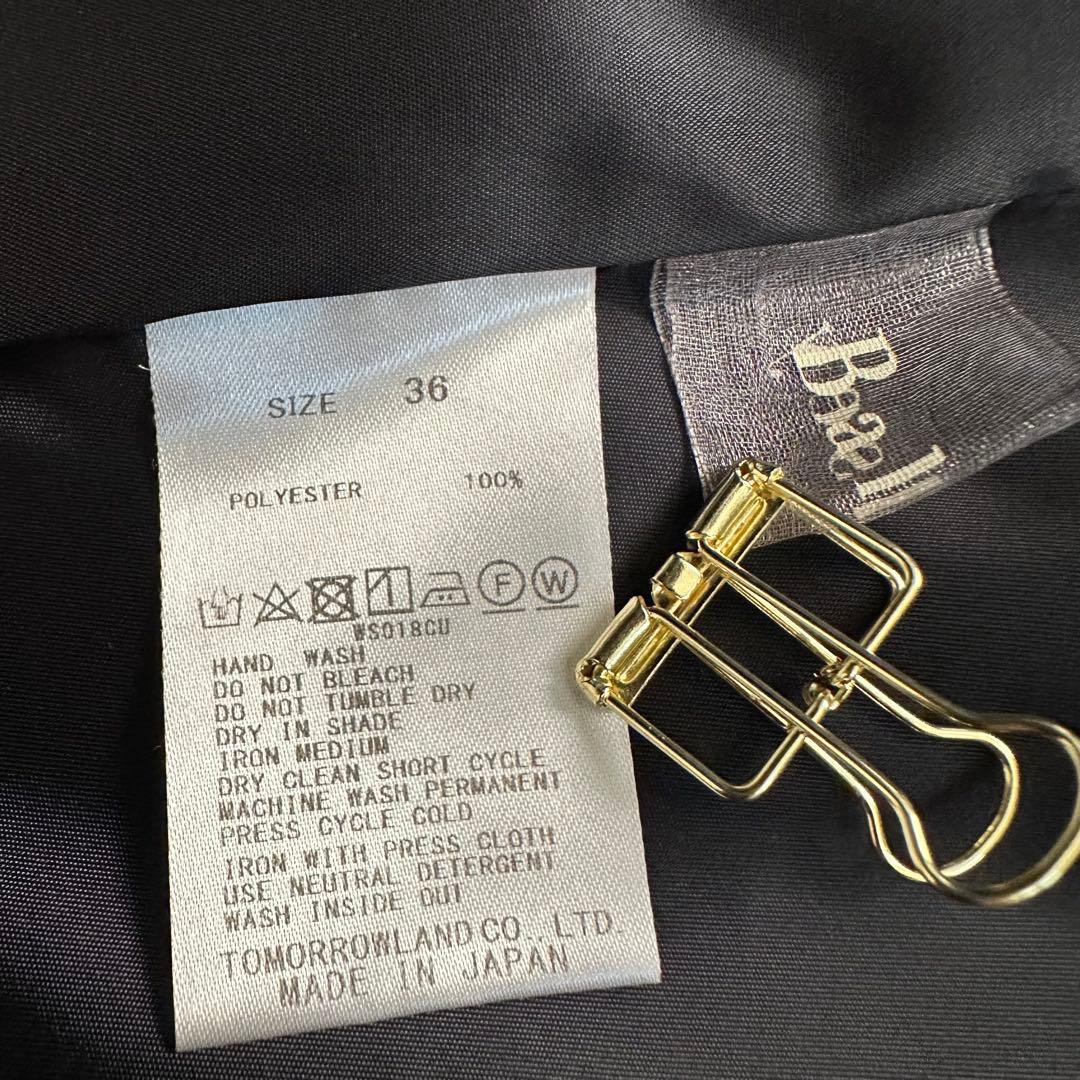 SIZE 36
POLYESTER 100%
F W
WS018CU
HAND WASH
DO NOT BLEACH
DO NOT TUMBLE DRY
DRY IN SHADE
IRON MEDIUM
DRY CLEAN SHORT CYCLE
MACHINE WASH PERMANENT
PRESS CYCLE COLD
IRON WITH PRESS CLOTH
USE NEUTRAL DETERGENT
WASH INSIDE OUT
TOMORROWLAND CO.,LTD.
MADE IN JAPAN